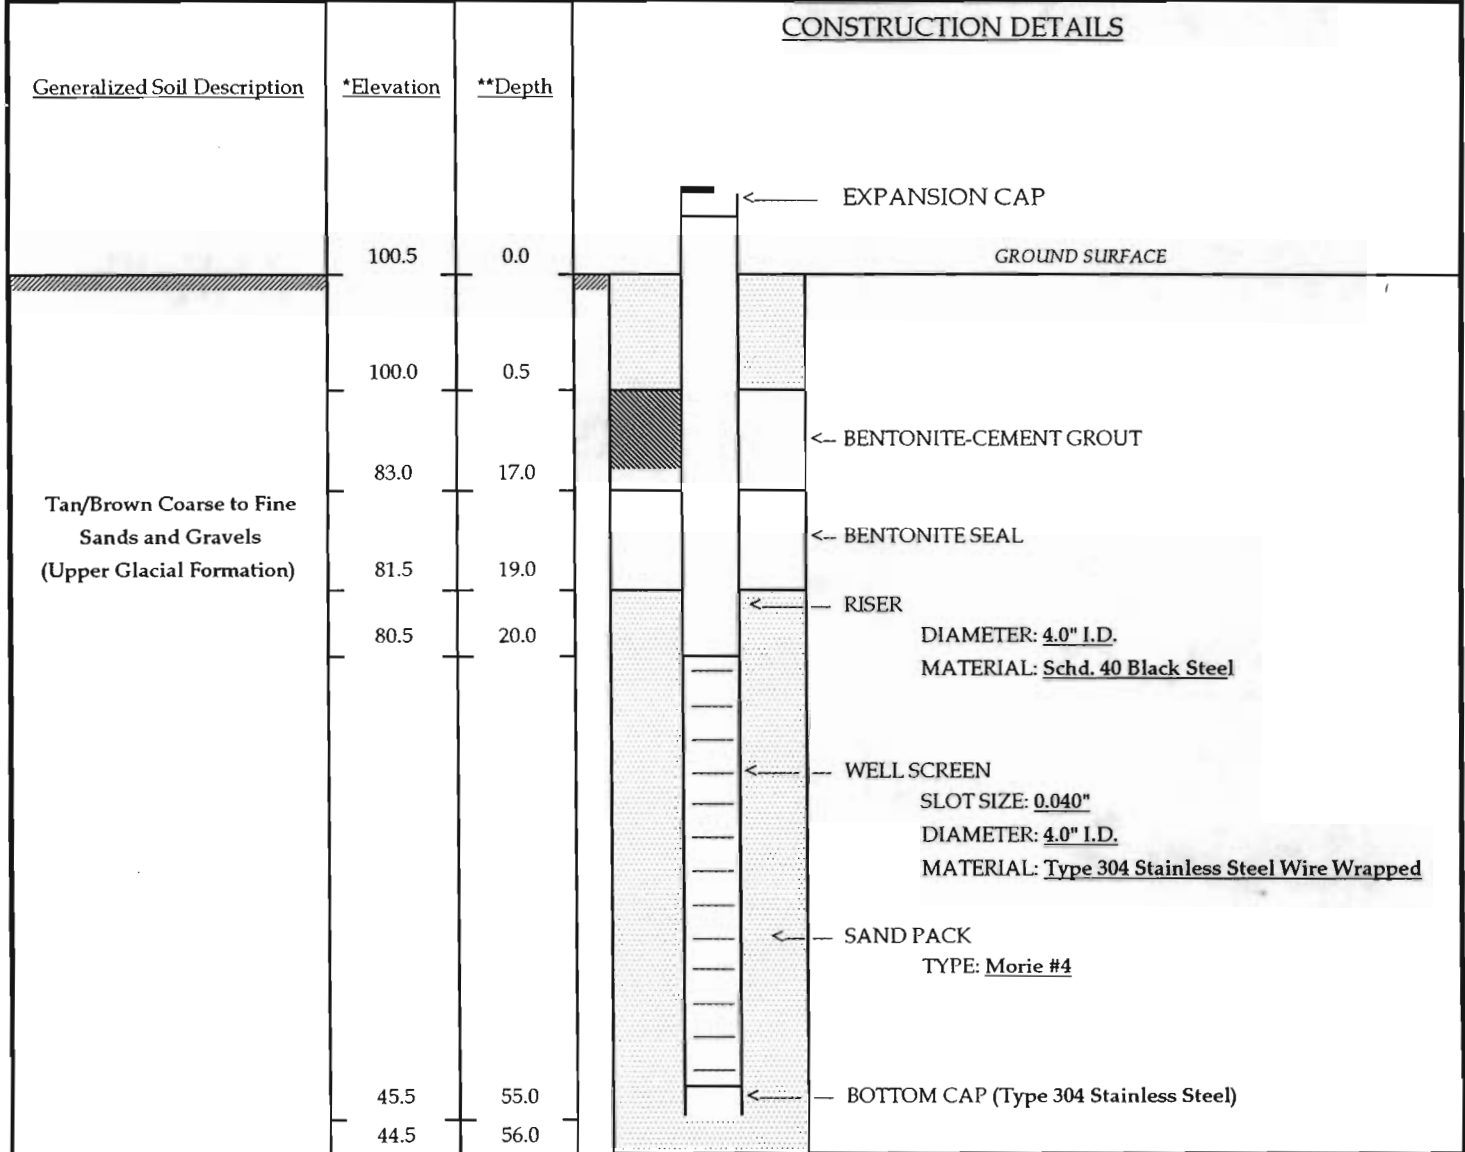 CONSTRUCTION DETAILS
Generalized Soil Description *Elevation **Depth
EXPANSION CAP
100.5 0.0 GROUND SURFACE
100.0 0.5
BENTONITE-CEMENT GROUT
83.0 17.0
Tan/Brown Coarse to Fine
Sands and Gravels
(Upper Glacial Formation)
BENTONITE SEAL
81.5 19.0
RISER
80.5 20.0 DIAMETER: 4.0" I.D.
MATERIAL: Schd. 40 Black Steel
WELL SCREEN
SLOT SIZE: 0.040"
DIAMETER: 4.0" I.D.
MATERIAL: Type 304 Stainless Steel Wire Wrapped
SAND PACK
TYPE: Morie #4
45.5 55.0 BOTTOM CAP (Type 304 Stainless Steel)
44.5 56.0